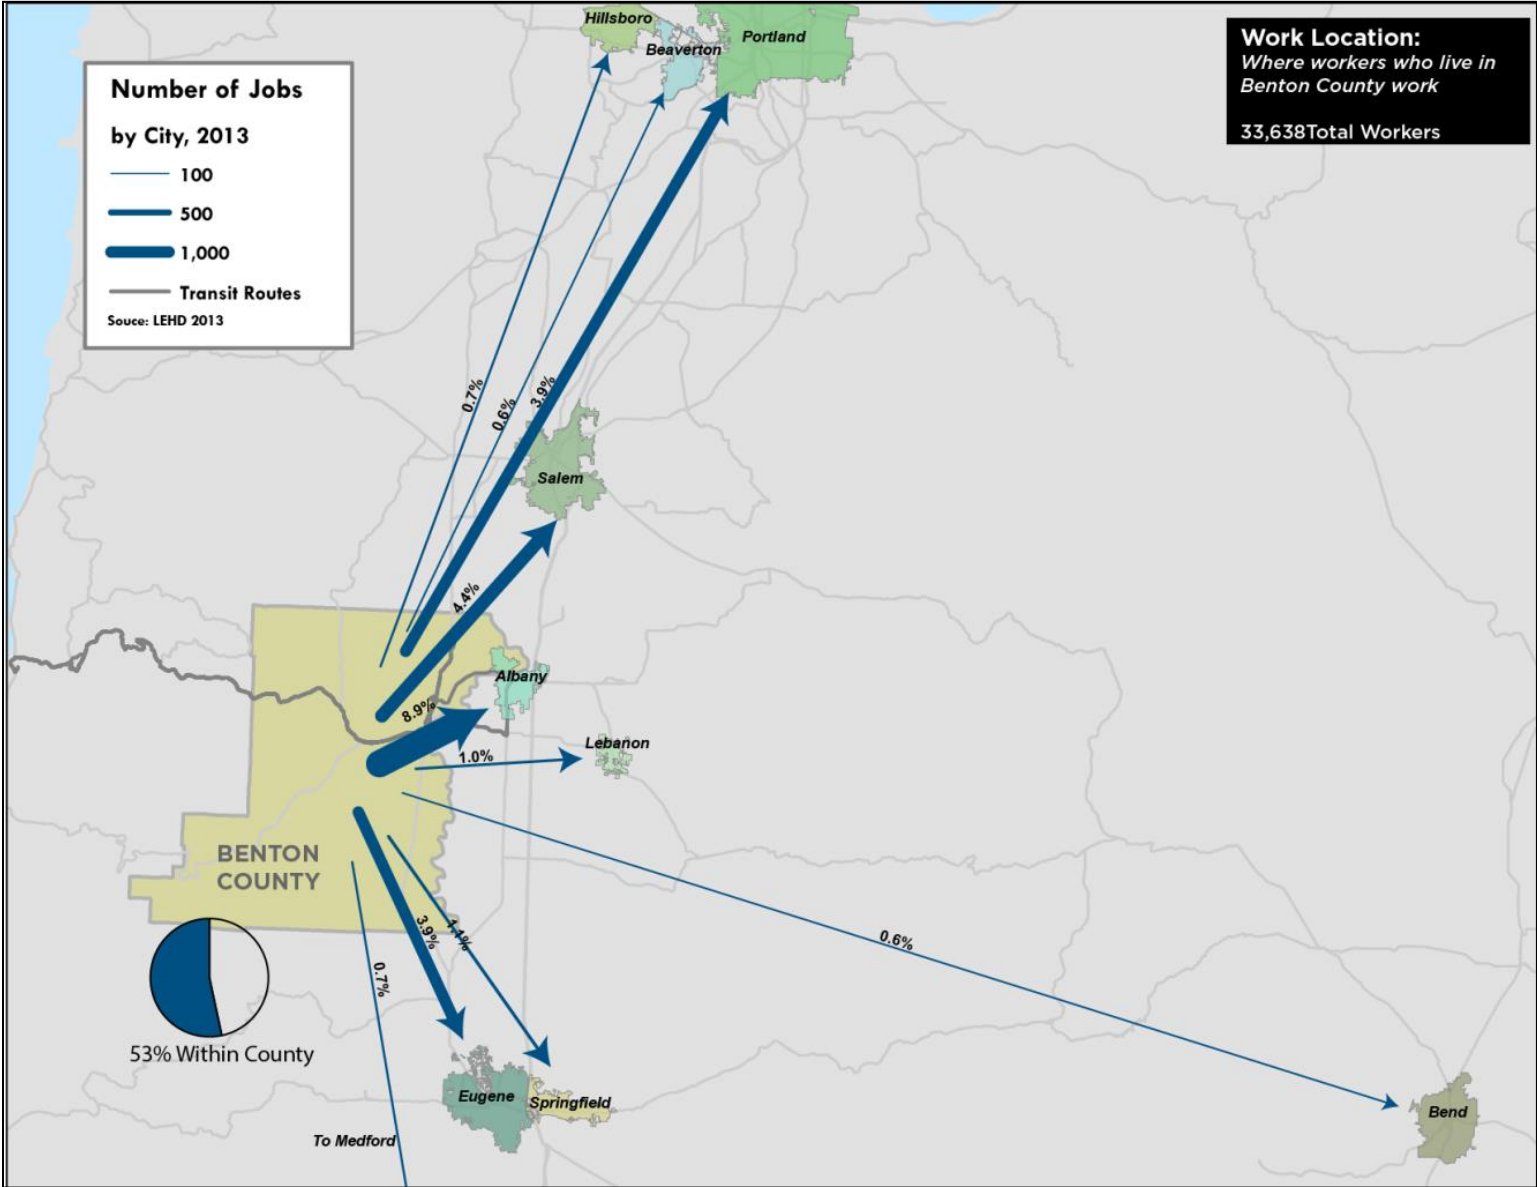 Hillsboro
Beaverton
Portland
Work Location:
Where workers who live in
Benton County work
33,638Total Workers
Number of Jobs
by City, 2013
100
500
1,000
Transit Routes
Souce: LEHD 2013
0.7%
0.6%
3.9%
Salem
4.4%
Albany
8.9%
Lebanon
1.0%
BENTON
COUNTY
3.9%
1.1%
0.6%
0.7%
53% Within County
Eugene
Springfield
Bend
To Medford